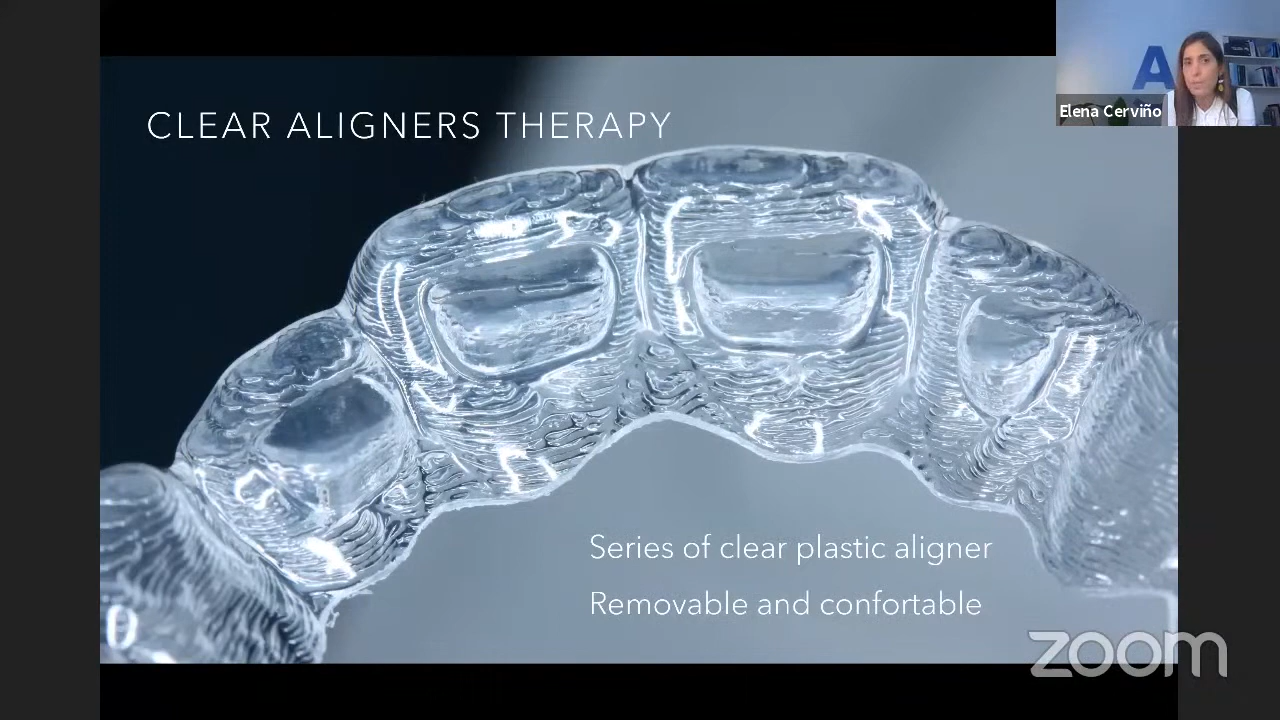 CLEAR ALIGNERS THERAPY
A
Elena Cerviño
Series of clear plastic aligner
Removable and confortable
zoom